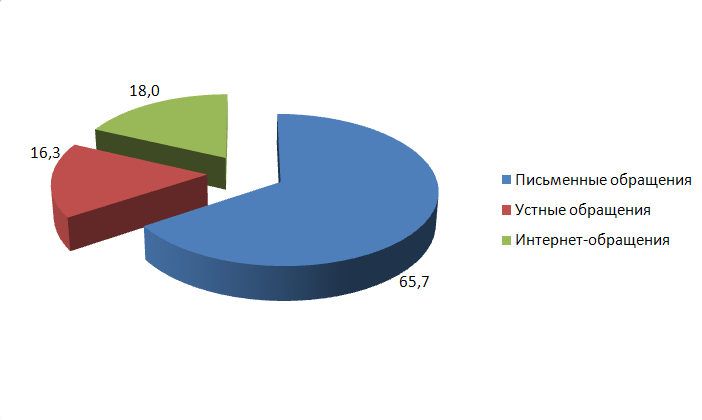 18,0
16,3
65,7
Письменные обращения
Устные обращения
Интернет-обращения